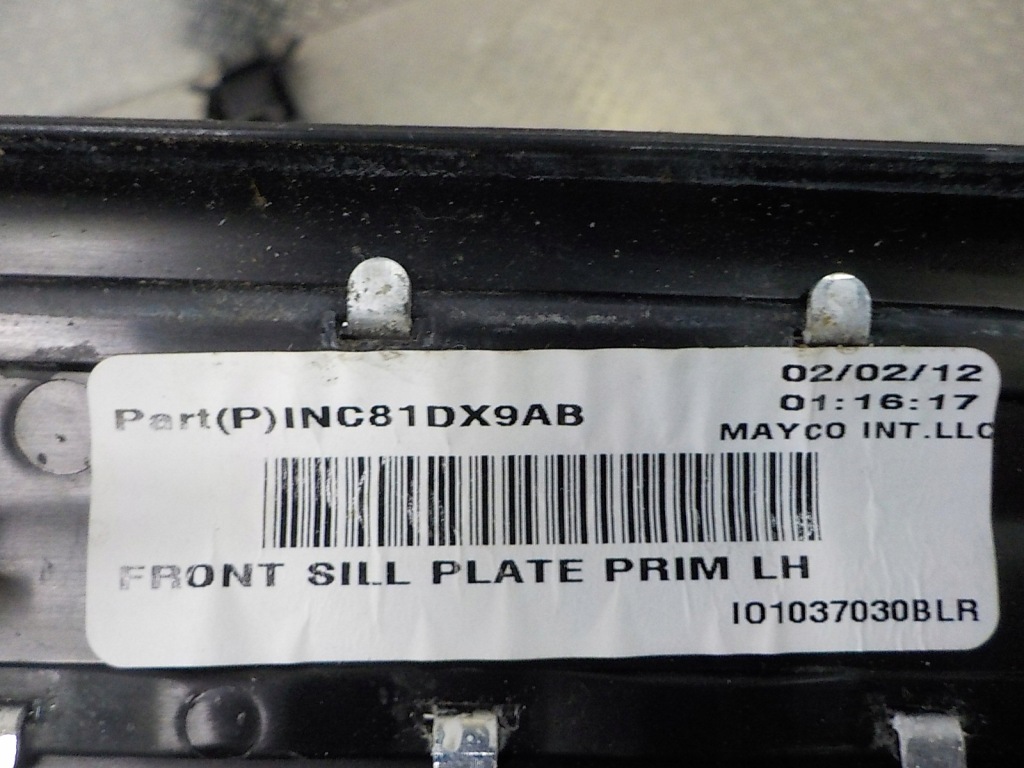 02/02/12
01:16:17
Part(P)INC81DX9AB
MAYCO INT.LLC
FRONT SILL PLATE PRIM LH
I01037030BLR